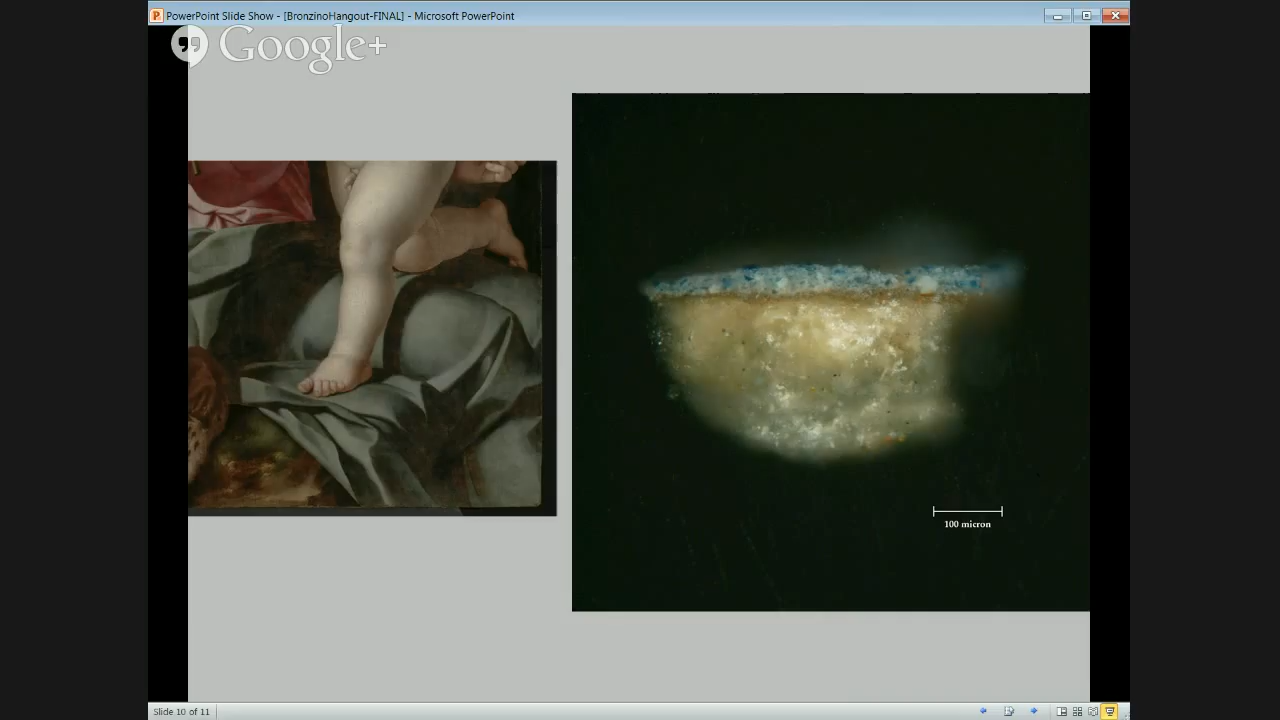 PowerPoint Slide Show - [BronzinoHangout-FINAL] - Microsoft PowerPoint
Google+
100 micron
Slide 10 of 11